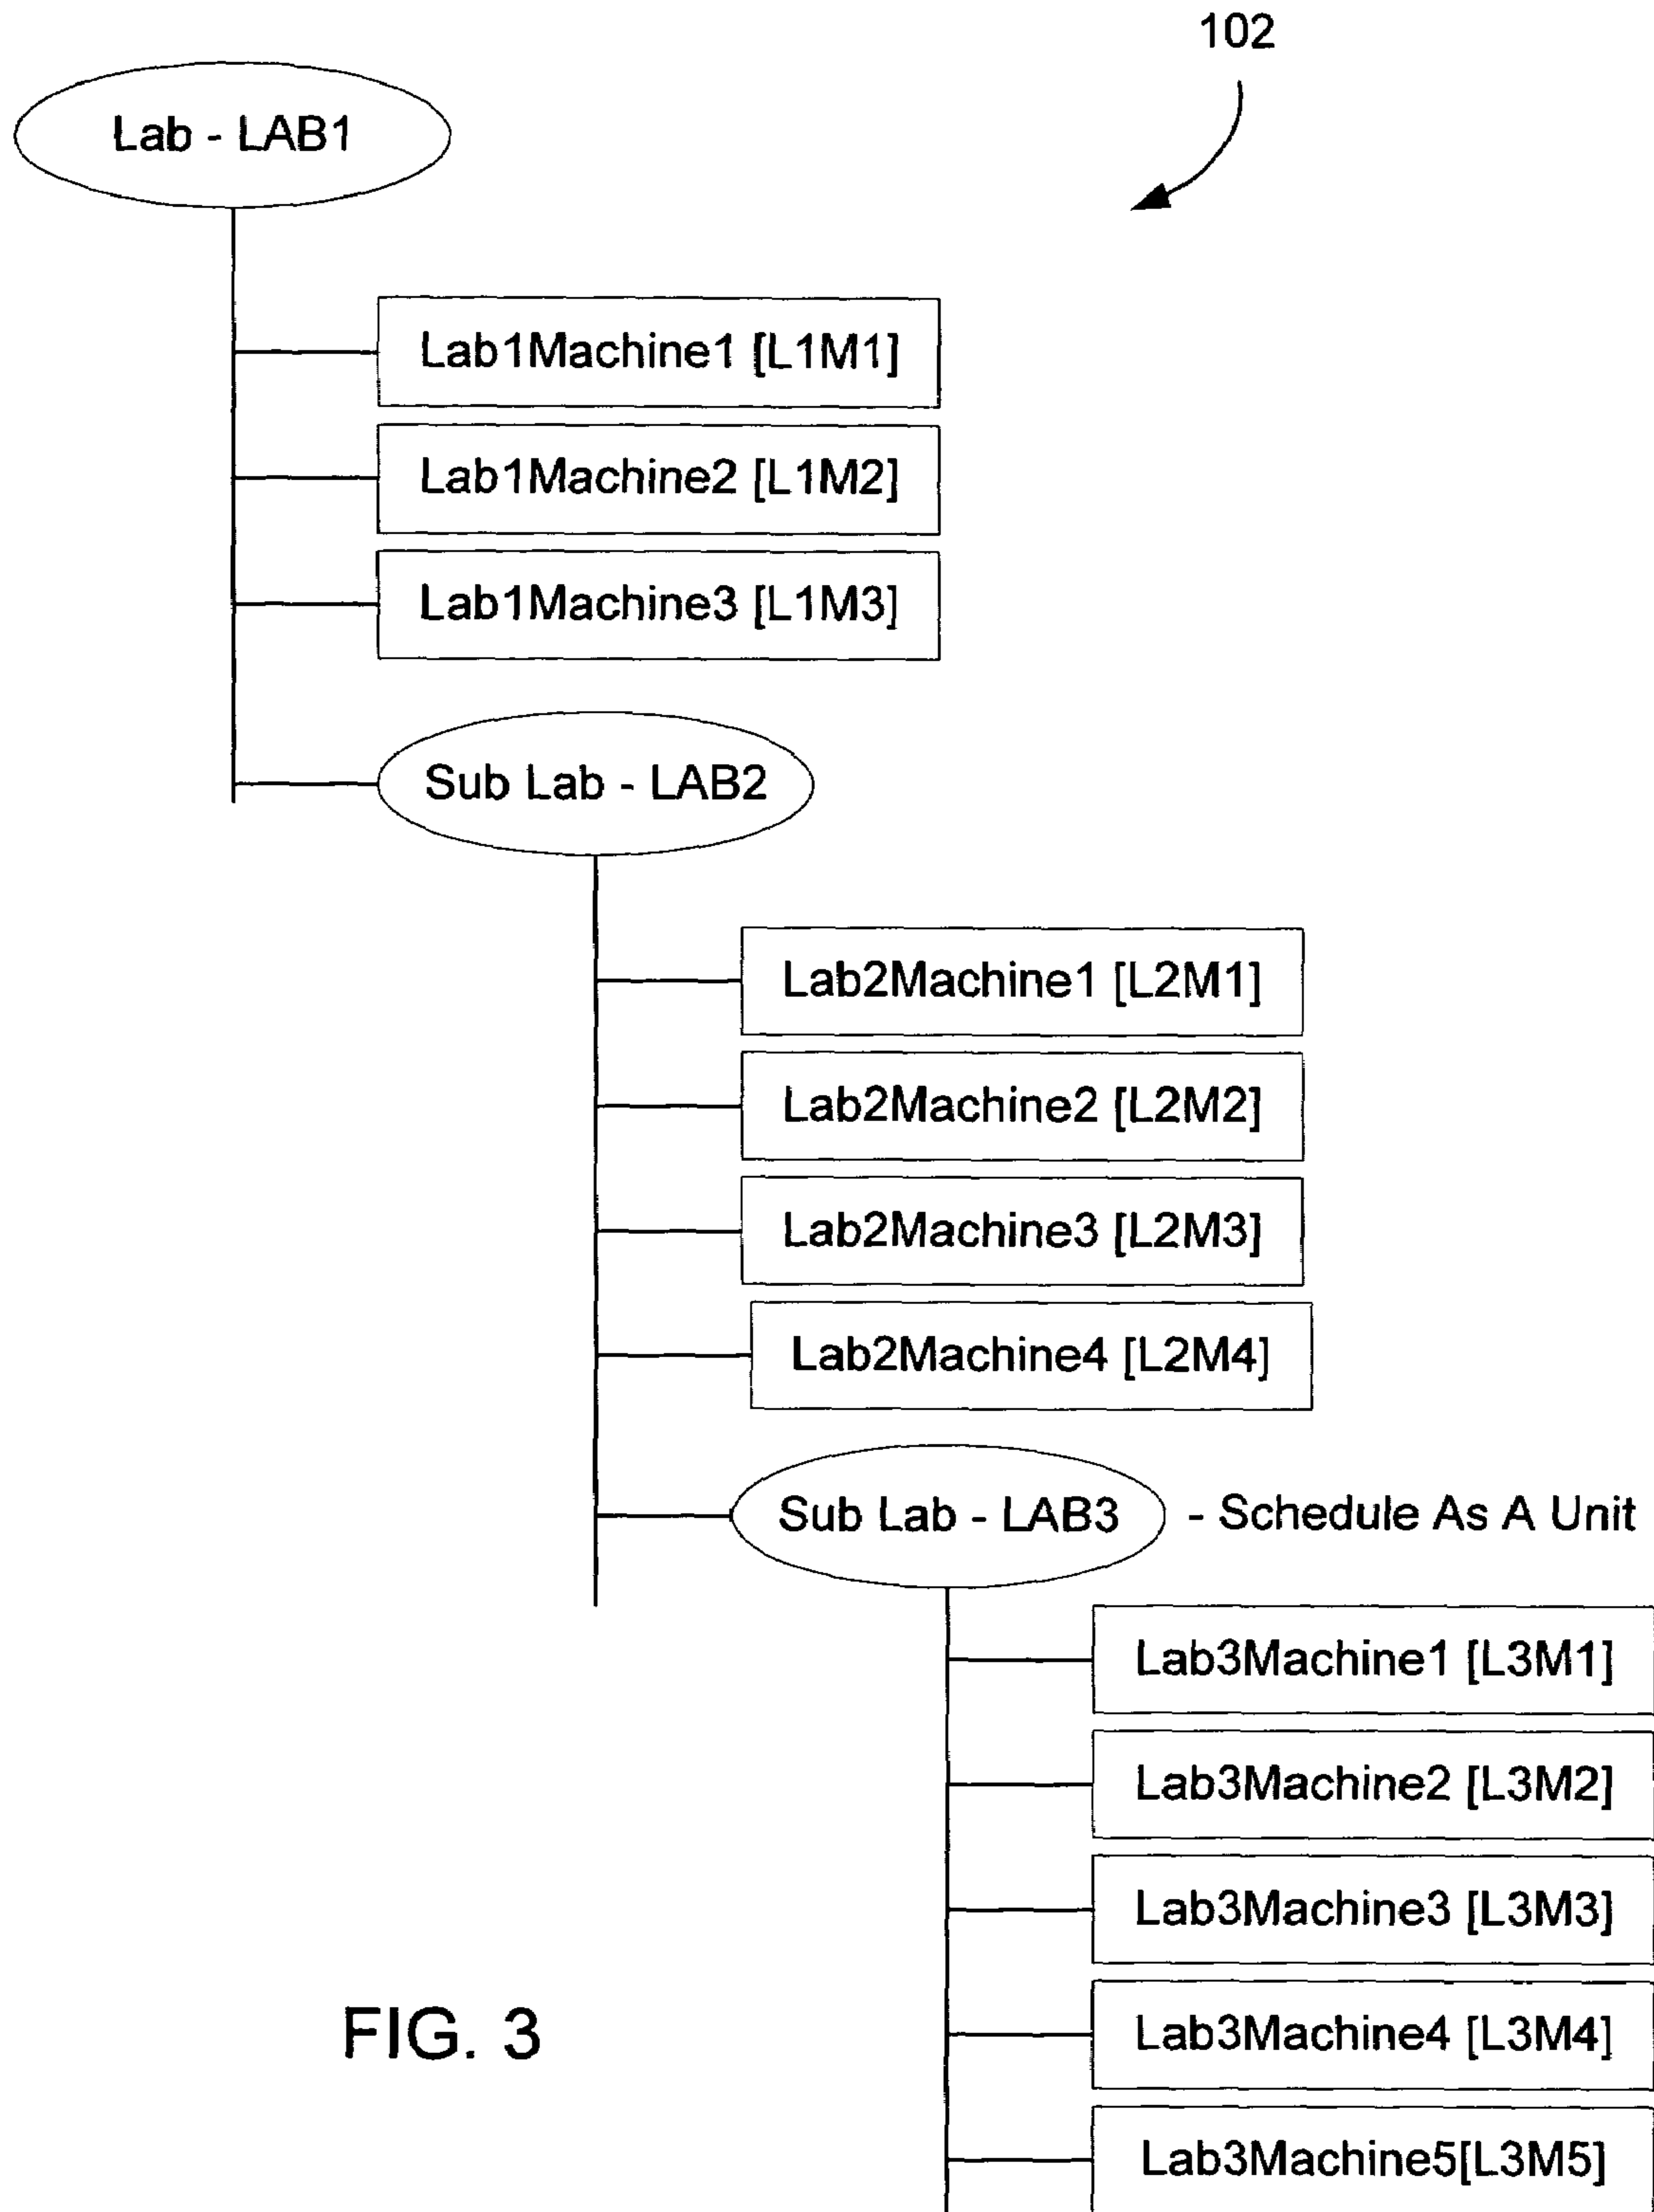 102
Lab - LAB1
Lab1Machine1 [L1M1]
Lab1Machine2 [L1M2]
Lab1Machine3 [L1M3]
Sub Lab - LAB2
Lab2Machine1 [L2M1]
Lab2Machine2 [L2M2]
Lab2Machine3 [L2M3]
Lab2Machine4 [L2M4]
Sub Lab - LAB3 - Schedule As A Unit
Lab3Machine1 [L3M1]
Lab3Machine2 [L3M2]
Lab3Machine3 [L3M3]
Lab3Machine4 [L3M4]
Lab3Machine5[L3M5]
FIG. 3